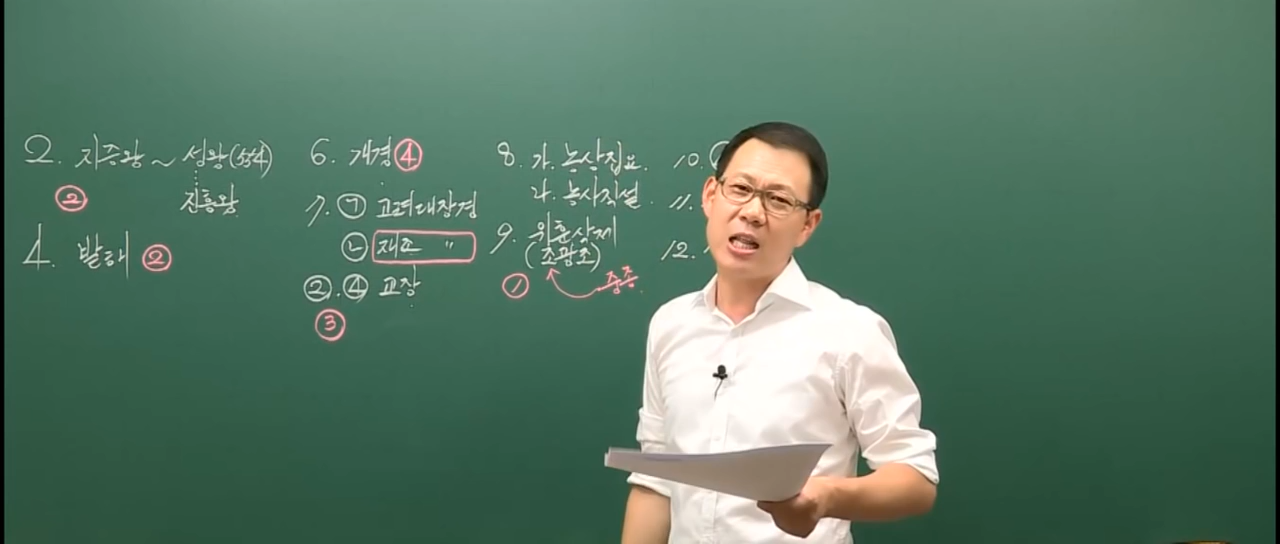 2. 지증왕 ~ 성왕(554)
②
진흥왕
4. 발해 ②
6. 개경 ④
7. ㉠ 고려대장경
㉡ 재조 〃
②, ④ 교장
③
8. 가. 농상집요.
라. 농사직설.
9. 위훈삭제
(조광조)
① 중종
10.
11.
12.